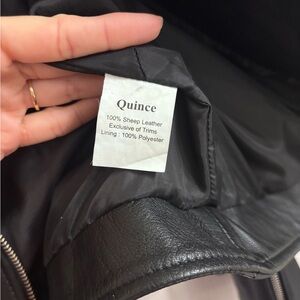 Quince
100% Sheep Leather
Exclusive of Trims
Lining : 100% Polyester